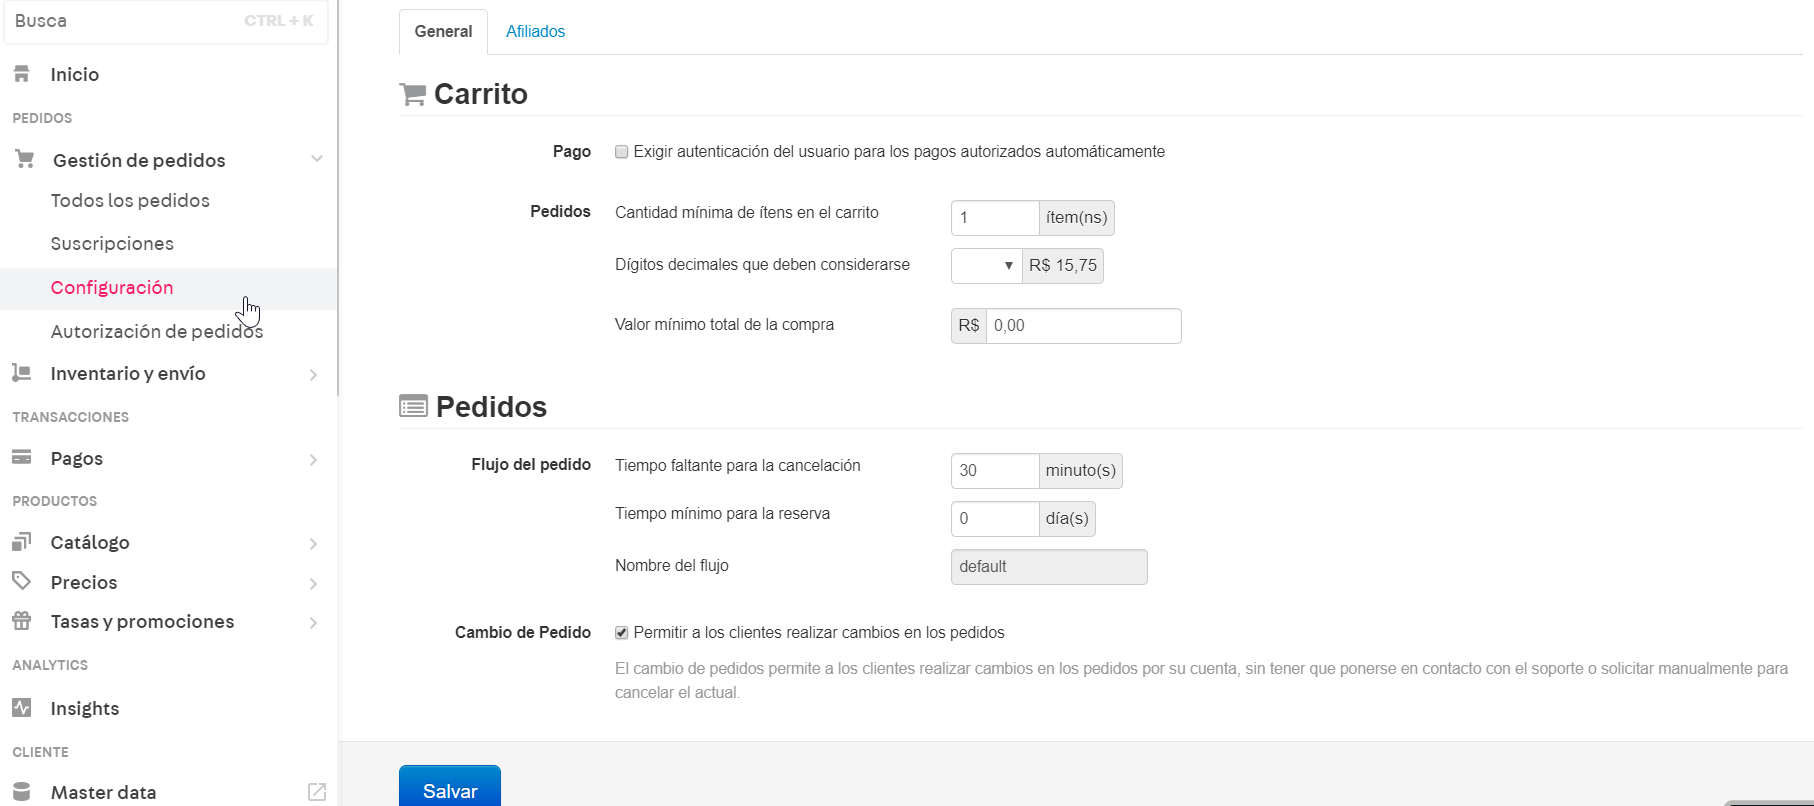 Busca CTRL + K
Inicio
PEDIDOS
Gestión de pedidos
Todos los pedidos
Suscripciones
Configuración
Autorización de pedidos
Inventario y envío
TRANSACCIONES
Pagos
PRODUCTOS
Catálogo
Precios
Tasas y promociones
ANALYTICS
Insights
CLIENTE
Master data
General Afiliados
Carrito
Pago Exigir autenticación del usuario para los pagos autorizados automáticamente
Pedidos Cantidad mínima de ítens en el carrito 1 ítem(ns)
Dígitos decimales que deben considerarse R$ 15,75
Valor mínimo total de la compra R$ 0,00
Pedidos
Flujo del pedido Tiempo faltante para la cancelación 30 minuto(s)
Tiempo mínimo para la reserva 0 día(s)
Nombre del flujo default
Cambio de Pedido Permitir a los clientes realizar cambios en los pedidos
El cambio de pedidos permite a los clientes realizar cambios en los pedidos por su cuenta, sin tener que ponerse en contacto con el soporte o solicitar manualmente para
cancelar el actual.
Salvar